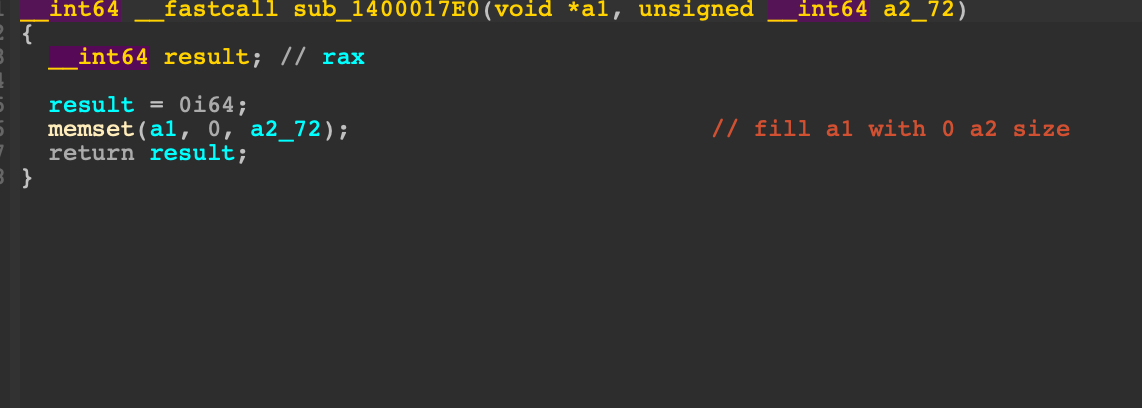 __int64 __fastcall sub_1400017E0(void *a1, unsigned __int64 a2_72)
{
__int64 result; // rax
result = 0i64;
memset(a1, 0, a2_72); // fill a1 with 0 a2 size
return result;
}